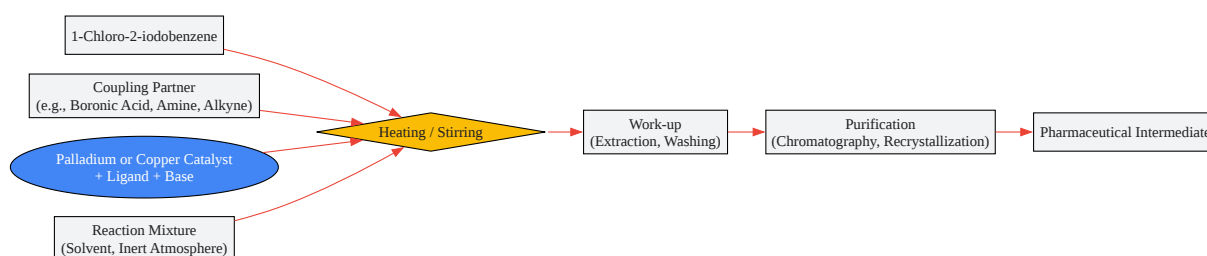 1-Chloro-2-iodobenzene
Coupling Partner
(e.g., Boronic Acid, Amine, Alkyne)
Palladium or Copper Catalyst
+ Ligand + Base
Reaction Mixture
(Solvent, Inert Atmosphere)
Heating / Stirring
Work-up
(Extraction, Washing)
Purification
(Chromatography, Recrystallization)
Pharmaceutical Intermediate